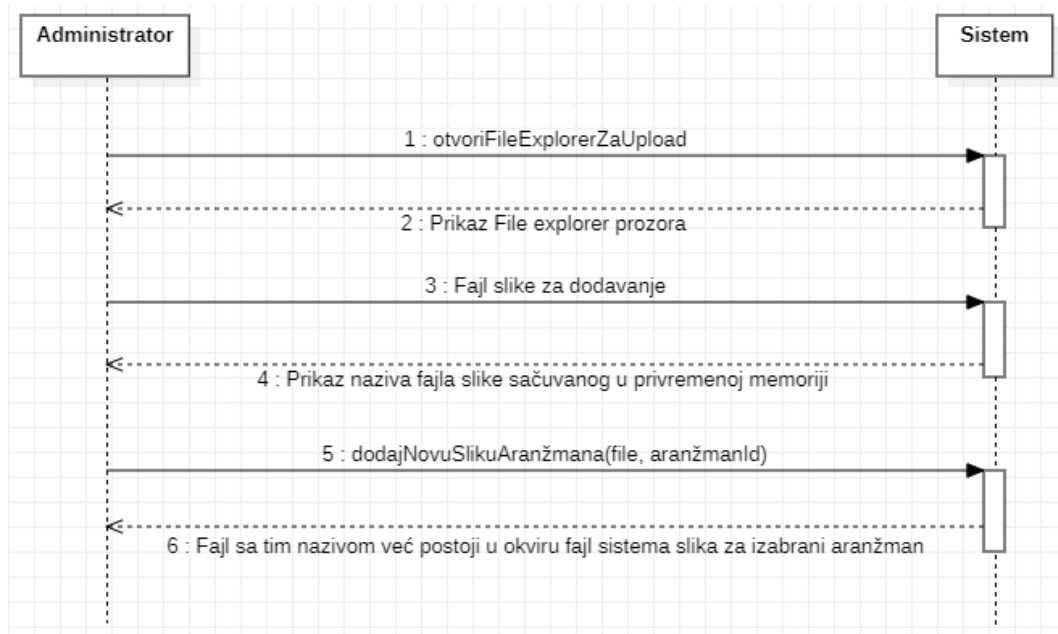 Administrator
Sistem
1 : otvoriFileExplorerZaUpload
2 : Prikaz File explorer prozora
3 : Fajl slike za dodavanje
4 : Prikaz naziva fajla slike sačuvanog u privremenoj memoriji
5 : dodajNovuSlikuAranžmana(file, aranžmanId)
6 : Fajl sa tim nazivom već postoji u okviru fajl sistema slika za izabrani aranžman